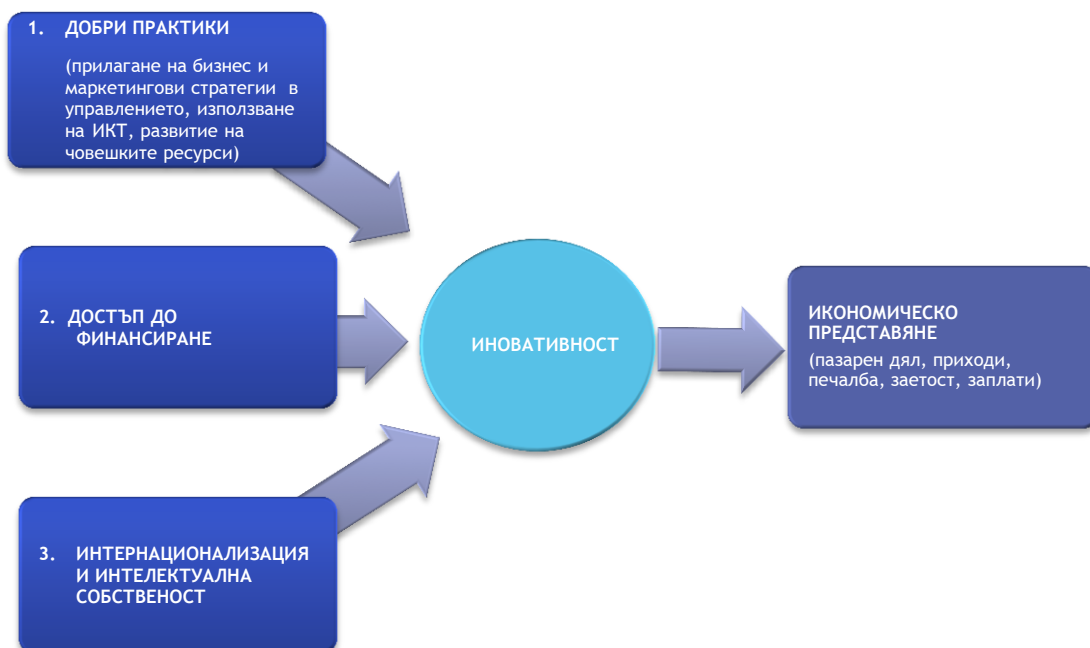 1. ДОБРИ ПРАКТИКИ
(прилагане на бизнес и
маркетингови стратегии в
управлението, използване
на ИКТ, развитие на
човешките ресурси)
2. ДОСТЪП ДО
ФИНАНСИРАНЕ
3. ИНТЕРНАЦИОНАЛИЗАЦИЯ
И ИНТЕЛЕКТУАЛНА
СОБСТВЕНОСТ
ИНОВАТИВНОСТ
ИКОНОМИЧЕСКО
ПРЕДСТАВЯНЕ
(пазарен дял, приходи,
печалба, заетост, заплати)